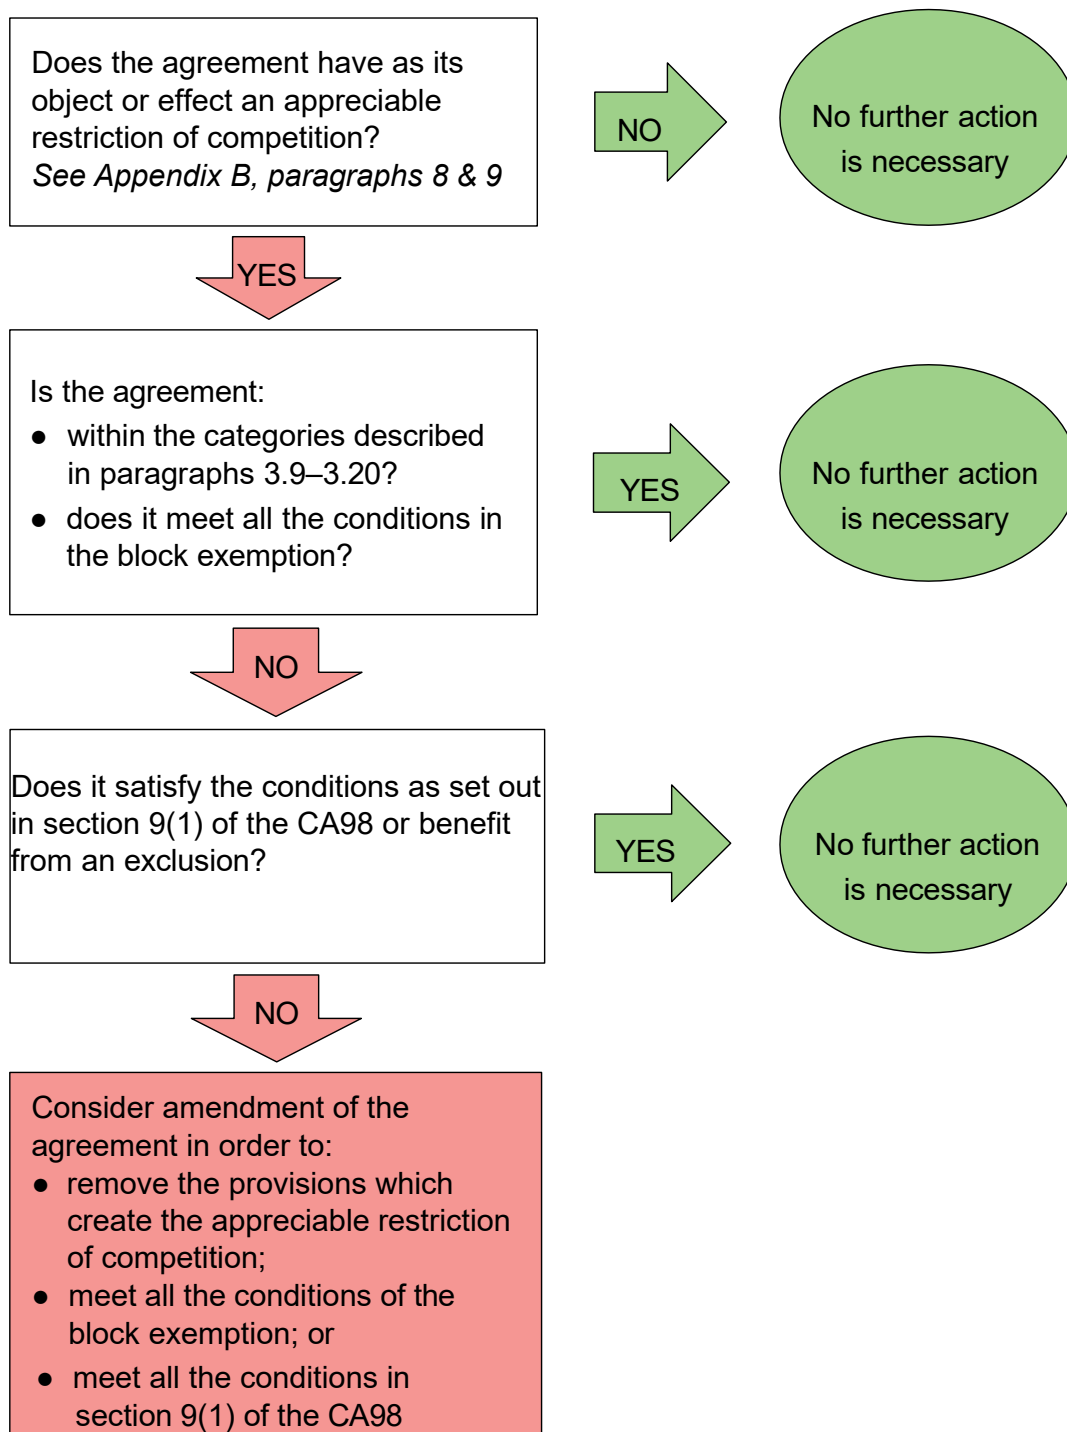 Does the agreement have as its
object or effect an appreciable
restriction of competition?
See Appendix B, paragraphs 8 & 9
NO
No further action
is necessary
YES
Is the agreement:
● within the categories described
in paragraphs 3.9–3.20?
● does it meet all the conditions in
the block exemption?
YES
No further action
is necessary
NO
Does it satisfy the conditions as set out
in section 9(1) of the CA98 or benefit
from an exclusion?
YES
No further action
is necessary
NO
Consider amendment of the
agreement in order to:
● remove the provisions which
create the appreciable restriction
of competition;
● meet all the conditions of the
block exemption; or
● meet all the conditions in
section 9(1) of the CA98